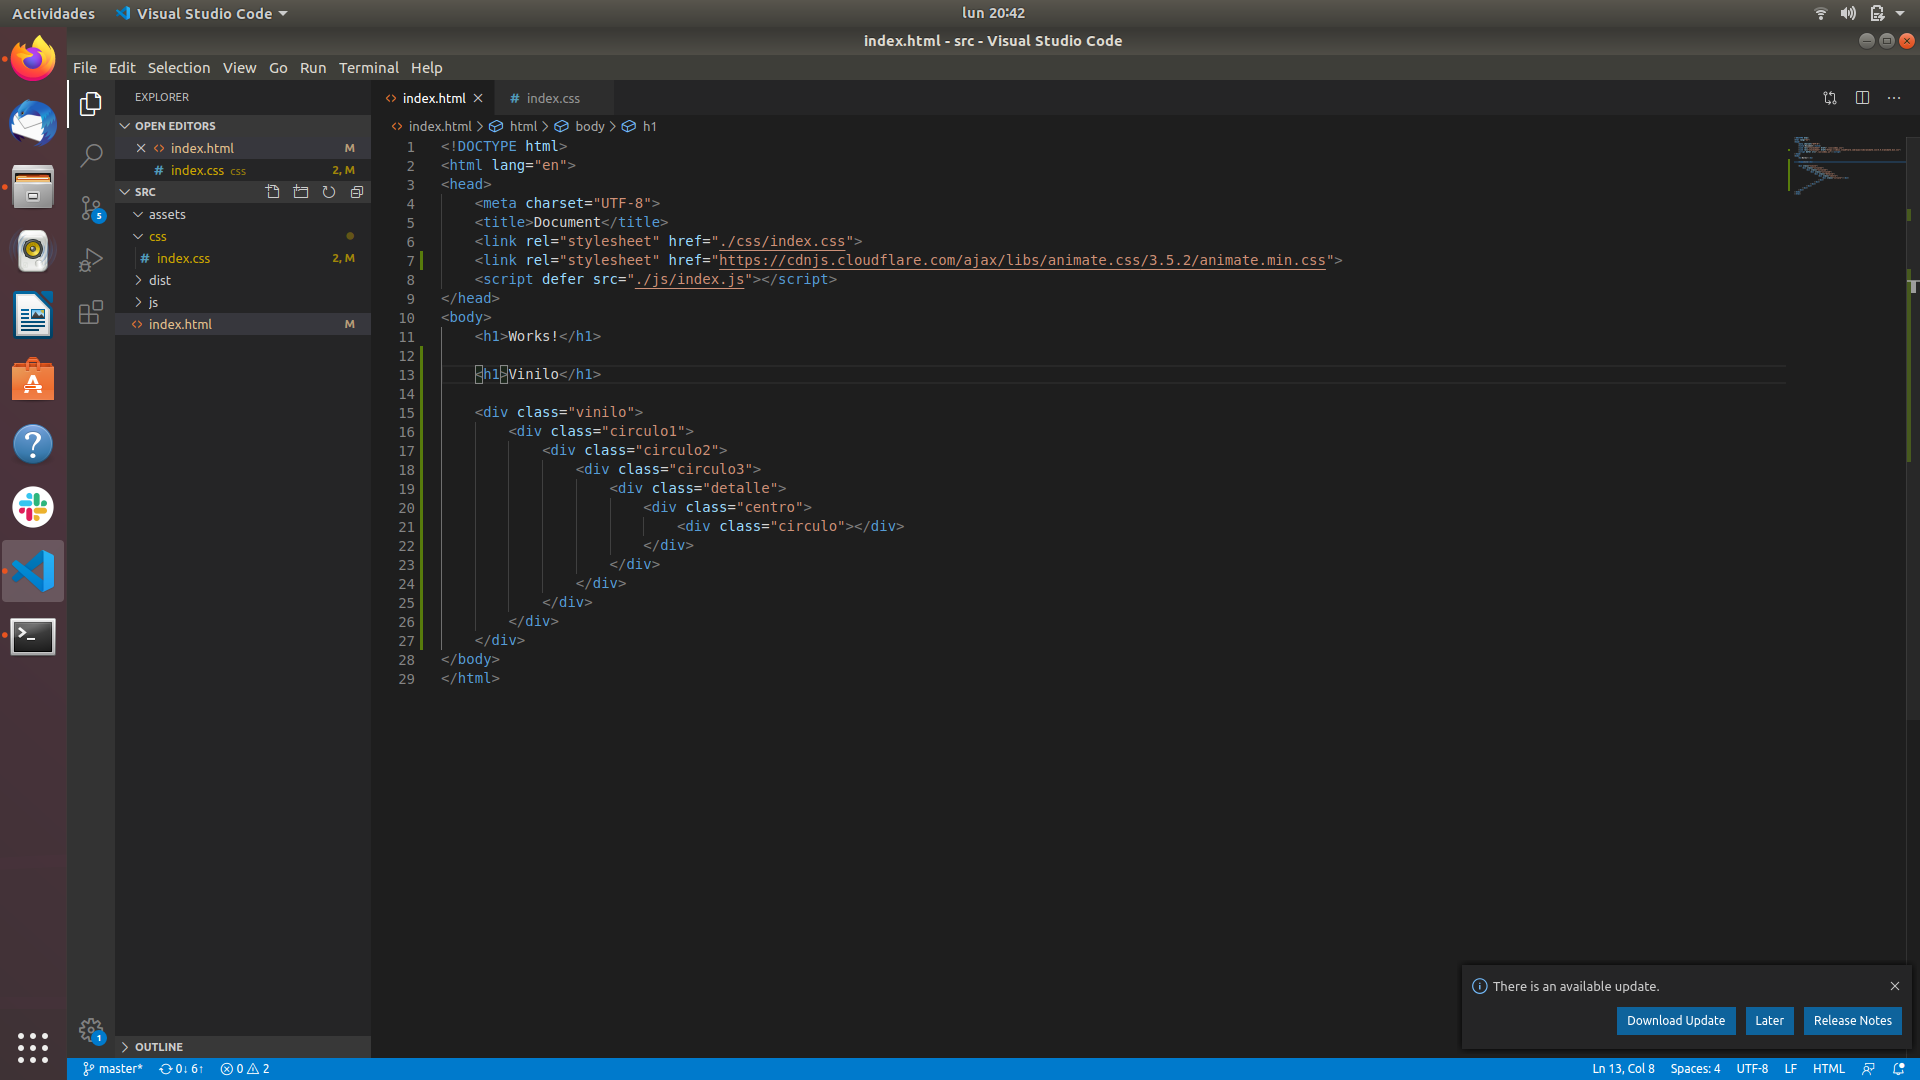 Actividades Visual Studio Code lun 20:42
index.html - src - Visual Studio Code
File Edit Selection View Go Run Terminal Help
EXPLORER
OPEN EDITORS
index.html M
index.css css 2, M
SRC
assets
css
index.css 2, M
dist
js
index.html M
OUTLINE
index.html index.css
index.html > html > body > h1
1 <!DOCTYPE html>
2 <html lang="en">
3 <head>
4 <meta charset="UTF-8">
5 <title>Document</title>
6 <link rel="stylesheet" href="./css/index.css">
7 <link rel="stylesheet" href="https://cdnjs.cloudflare.com/ajax/libs/animate.css/3.5.2/animate.min.css">
8 <script defer src="./js/index.js"></script>
9 </head>
10 <body>
11 <h1>Works!</h1>
12
13 <h1>Vinilo</h1>
14
15 <div class="vinilo">
16 <div class="circulo1">
17 <div class="circulo2">
18 <div class="circulo3">
19 <div class="detalle">
20 <div class="centro">
21 <div class="circulo"></div>
22 </div>
23 </div>
24 </div>
25 </div>
26 </div>
27 </div>
28 </body>
29 </html>
5
1
There is an available update.
Download Update Later Release Notes
master* 0↓ 6↑ 0 2 Ln 13, Col 8 Spaces: 4 UTF-8 LF HTML